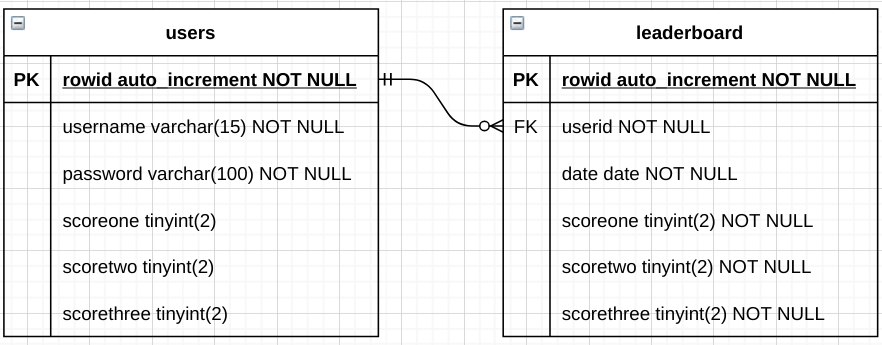 users
PK rowid auto_increment NOT NULL
username varchar(15) NOT NULL
password varchar(100) NOT NULL
scoreone tinyint(2)
scoretwo tinyint(2)
scorethree tinyint(2)
leaderboard
PK rowid auto_increment NOT NULL
FK userid NOT NULL
date date NOT NULL
scoreone tinyint(2) NOT NULL
scoretwo tinyint(2) NOT NULL
scorethree tinyint(2) NOT NULL